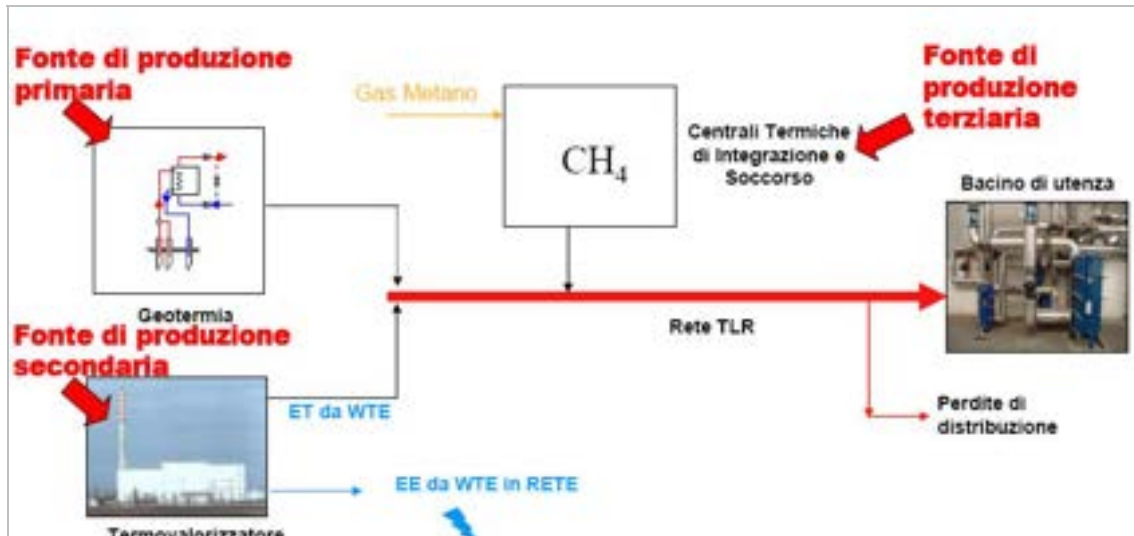 Fonte di produzione
primaria
Gas Metano
CH4
Centrali Termiche
di Integrazione e
Soccorso
Fonte di
produzione
terziaria
Bacino di utenza
Geotermia
Rete TLR
Fonte di produzione
secondaria
ET da WTE
Perdite di
distribuzione
EE da WTE in RETE
Termovalorizzatore